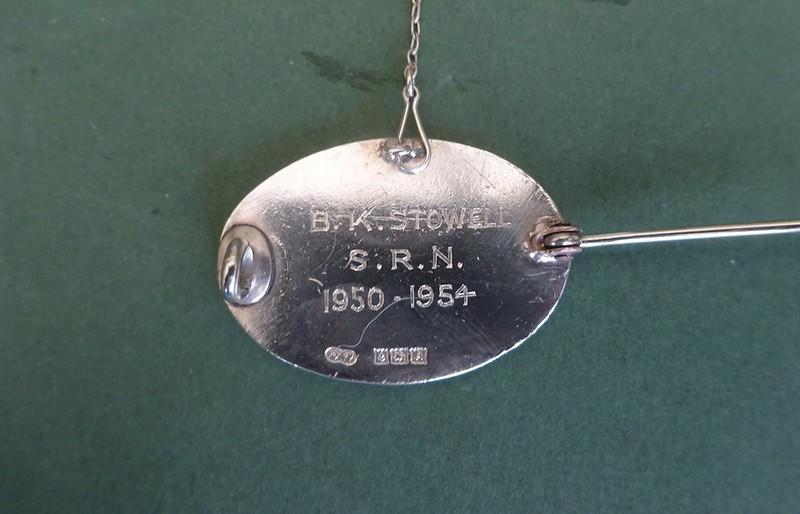 B. K. STOWELL
S. R. N.
1950 - 1954